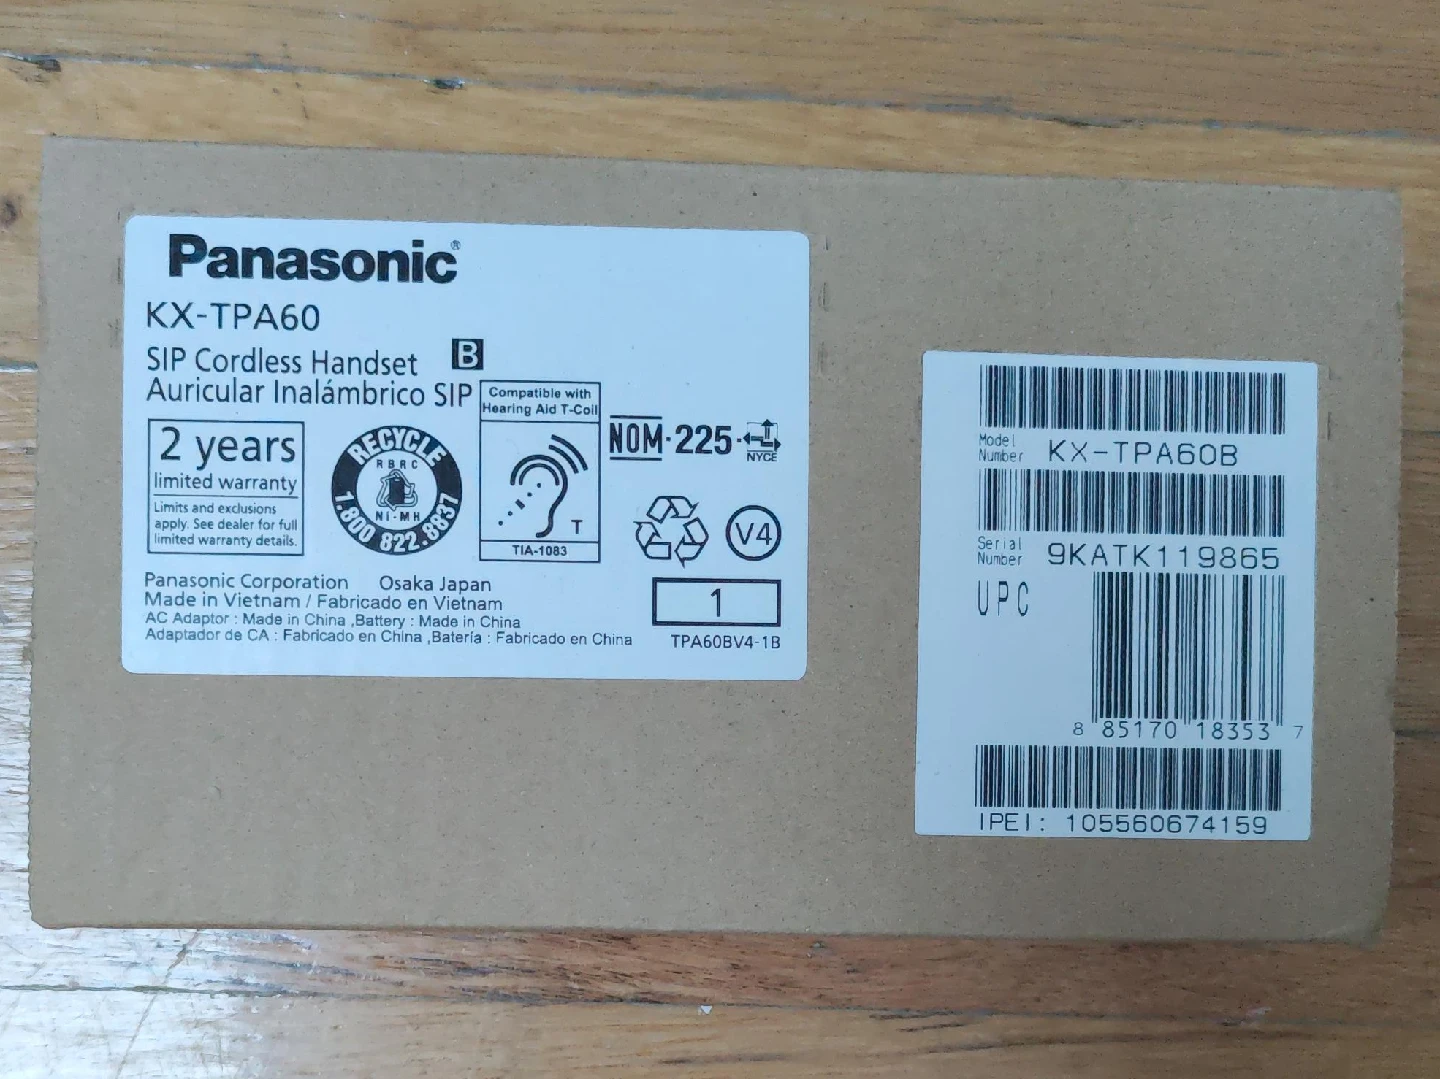 Panasonic®
KX-TPA60
SIP Cordless Handset B
Auricular Inalámbrico SIP
2 years
limited warranty
Limits and exclusions
apply. See dealer for full
limited warranty details.
RECYCLE
RBRC
NI-MH
1.800 822.8837
Compatible with
Hearing Aid T-Coil
T
TIA-1083
NOM-225-
NYCE
V4
Panasonic Corporation Osaka Japan
Made in Vietnam / Fabricado en Vietnam
AC Adaptor : Made in China ,Battery : Made in China
Adaptador de CA : Fabricado en China ,Batería : Fabricado en China
1
TPA60BV4-1B
Model
Number KX-TPA60B
Serial
Number 9KATK119865
UPC
8 85170 18353 7
IPEI: 105560674159